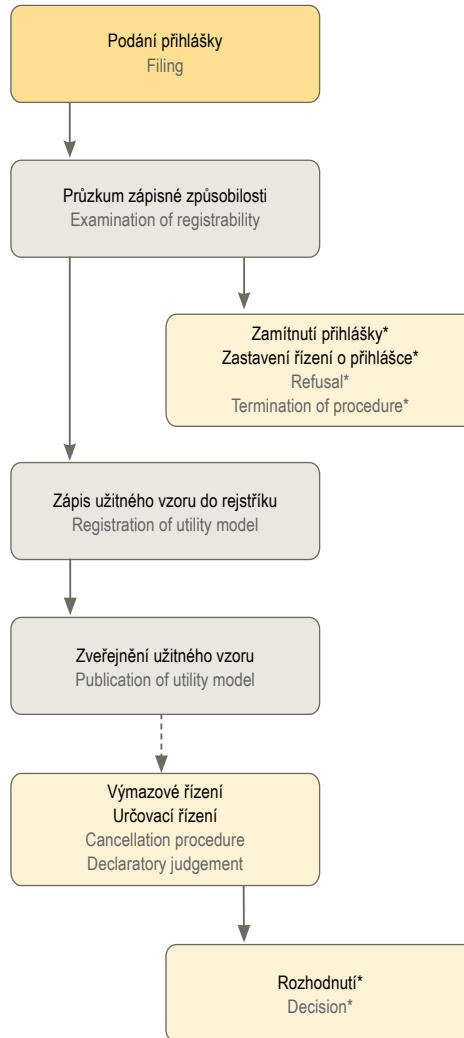 Podání přihlášky
Filing
Průzkum zápisné způsobilosti
Examination of registrability
Zamítnutí přihlášky*
Zastavení řízení o přihlášce*
Refusal*
Termination of procedure*
Zápis užitného vzoru do rejstříku
Registration of utility model
Zveřejnění užitného vzoru
Publication of utility model
Výmazové řízení
Určovací řízení
Cancellation procedure
Declaratory judgement
Rozhodnutí*
Decision*